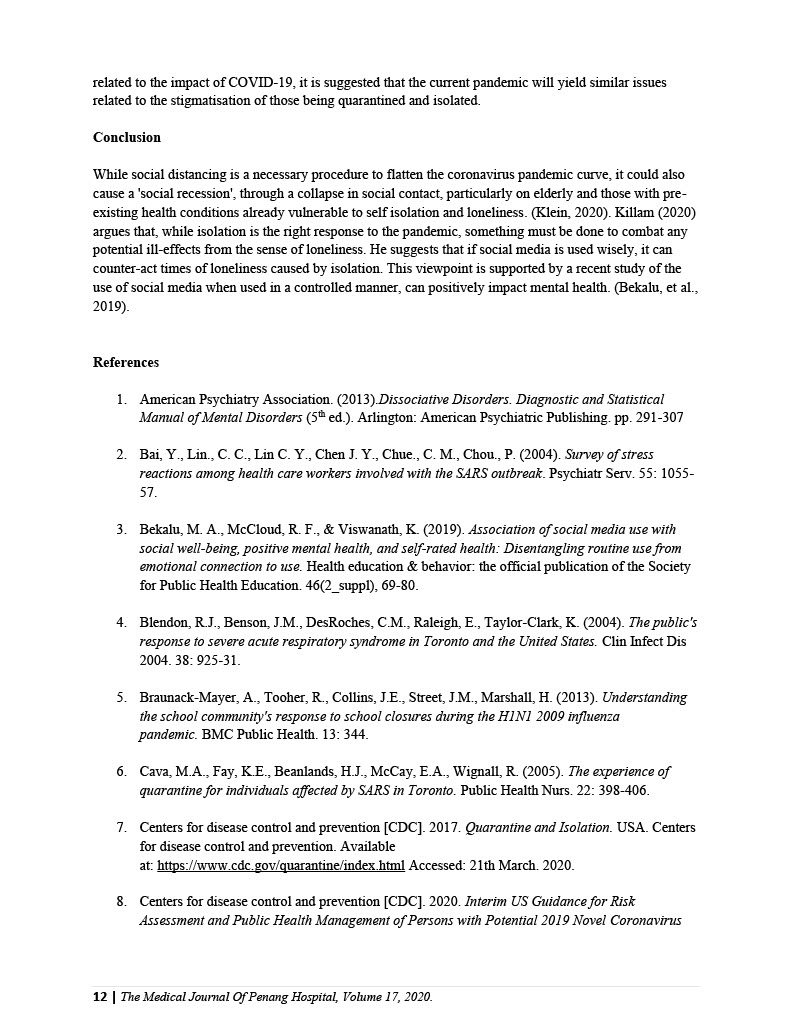 related to the impact of COVID-19, it is suggested that the current pandemic will yield similar issues
related to the stigmatisation of those being quarantined and isolated.
Conclusion
While social distancing is a necessary procedure to flatten the coronavirus pandemic curve, it could also
cause a 'social recession', through a collapse in social contact, particularly on elderly and those with pre-
existing health conditions already vulnerable to self isolation and loneliness. (Klein, 2020). Killam (2020)
argues that, while isolation is the right response to the pandemic, something must be done to combat any
potential ill-effects from the sense of loneliness. He suggests that if social media is used wisely, it can
counter-act times of loneliness caused by isolation. This viewpoint is supported by a recent study of the
use of social media when used in a controlled manner, can positively impact mental health. (Bekalu, et al.,
2019).
References
1. American Psychiatry Association. (2013).Dissociative Disorders. Diagnostic and Statistical
Manual of Mental Disorders (5th ed.). Arlington: American Psychiatric Publishing. pp. 291-307
2. Bai, Y., Lin., C. C., Lin C. Y., Chen J. Y., Chue., C. M., Chou., P. (2004). Survey of stress
reactions among health care workers involved with the SARS outbreak. Psychiatr Serv. 55: 1055-
57.
3. Bekalu, M. A., McCloud, R. F., & Viswanath, K. (2019). Association of social media use with
social well-being, positive mental health, and self-rated health: Disentangling routine use from
emotional connection to use. Health education & behavior: the official publication of the Society
for Public Health Education. 46(2_suppl), 69-80.
4. Blendon, R.J., Benson, J.M., DesRoches, C.M., Raleigh, E., Taylor-Clark, K. (2004). The public's
response to severe acute respiratory syndrome in Toronto and the United States. Clin Infect Dis
2004. 38: 925-31.
5. Braunack-Mayer, A., Tooher, R., Collins, J.E., Street, J.M., Marshall, H. (2013). Understanding
the school community's response to school closures during the H1N1 2009 influenza
pandemic. BMC Public Health. 13: 344.
6. Cava, M.A., Fay, K.E., Beanlands, H.J., McCay, E.A., Wignall, R. (2005). The experience of
quarantine for individuals affected by SARS in Toronto. Public Health Nurs. 22: 398-406.
7. Centers for disease control and prevention [CDC]. 2017. Quarantine and Isolation. USA. Centers
for disease control and prevention. Available
at: https://www.cdc.gov/quarantine/index.html Accessed: 21th March. 2020.
8. Centers for disease control and prevention [CDC]. 2020. Interim US Guidance for Risk
Assessment and Public Health Management of Persons with Potential 2019 Novel Coronavirus
12 | The Medical Journal Of Penang Hospital, Volume 17, 2020.